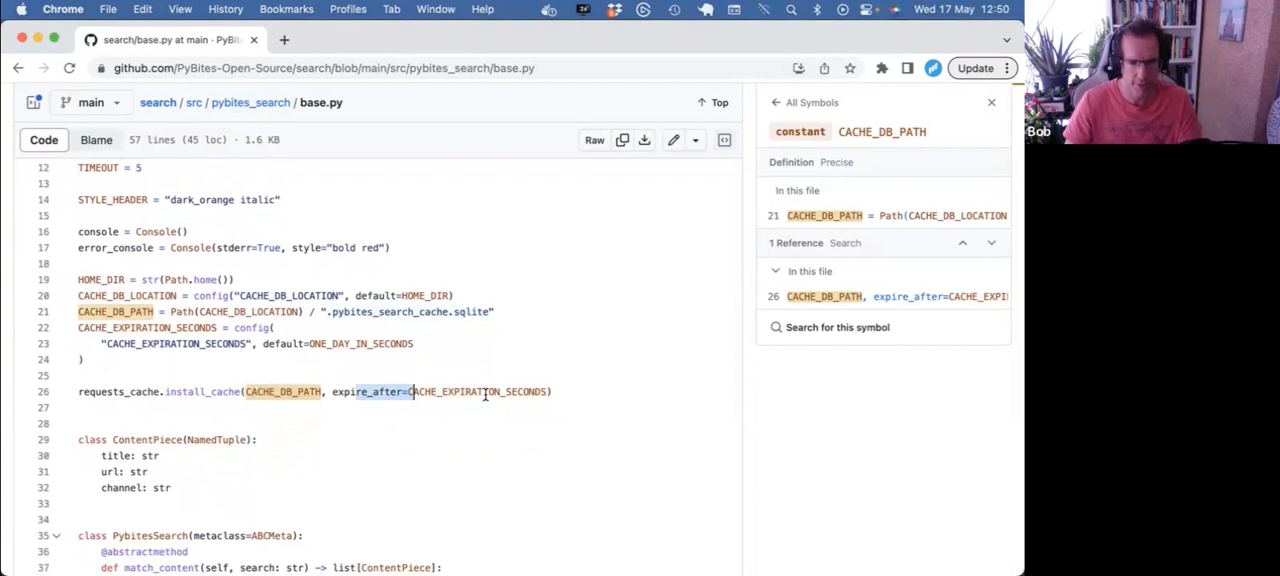 Chrome File Edit View History Bookmarks Profiles Tab Window Help 2x Wed 17 May 12:50
search/base.py at main · PyBi
github.com/PyBites-Open-Source/search/blob/main/src/pybites_search/base.py
Update
main search / src / pybites_search / base.py
Top
Code Blame 57 lines (45 loc) · 1.6 KB Raw
12 TIMEOUT = 5
13
14 STYLE_HEADER = "dark_orange italic"
15
16 console = Console()
17 error_console = Console(stderr=True, style="bold red")
18
19 HOME_DIR = str(Path.home())
20 CACHE_DB_LOCATION = config("CACHE_DB_LOCATION", default=HOME_DIR)
21 CACHE_DB_PATH = Path(CACHE_DB_LOCATION) / ".pybites_search_cache.sqlite"
22 CACHE_EXPIRATION_SECONDS = config(
23 "CACHE_EXPIRATION_SECONDS", default=ONE_DAY_IN_SECONDS
24 )
25
26 requests_cache.install_cache(CACHE_DB_PATH, expire_after=CACHE_EXPIRATION_SECONDS)
27
28
29 class ContentPiece(NamedTuple):
30 title: str
31 url: str
32 channel: str
33
34
35 class PybitesSearch(metaclass=ABCMeta):
36 @abstractmethod
37 def match_content(self, search: str) -> list[ContentPiece]:
All Symbols
constant CACHE_DB_PATH
Definition Precise
In this file
21 CACHE_DB_PATH = Path(CACHE_DB_LOCATION
1 Reference Search
In this file
26 CACHE_DB_PATH, expire_after=CACHE_EXPI
Search for this symbol
Bob